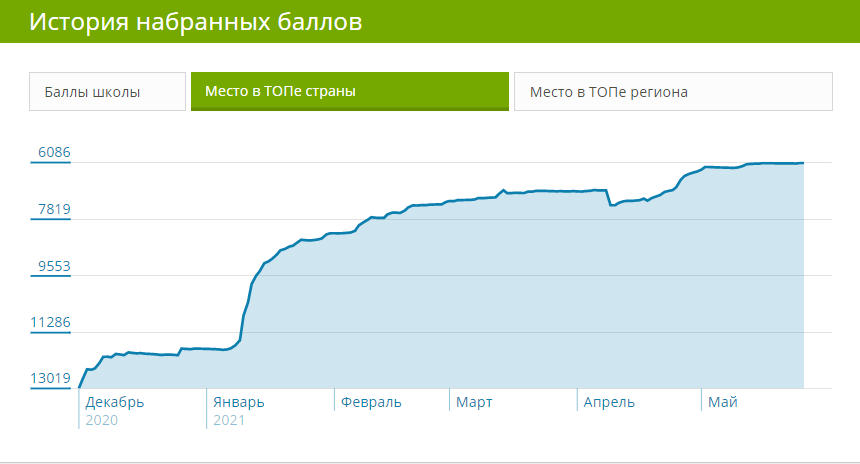 История набранных баллов
Баллы школы
Место в ТОПе страны
Место в ТОПе региона
6086
7819
9553
11286
13019
Декабрь
Январь
Февраль
Март
Апрель
Май
2020
2021